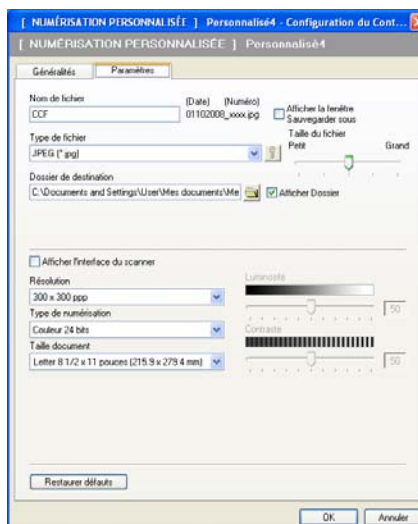 [ NUMÉRISATION PERSONNALISÉE ] Personnalisé4 - Configuration du Cont...
[ NUMÉRISATION PERSONNALISÉE ] Personnalisé4
Généralités Paramètres
Nom de fichier (Date) (Numéro)
CCF 01102008_xxxx.jpg Afficher la fenêtre Sauvegarder sous
Type de fichier Taille du fichier
JPEG (*.jpg) Petit Grand
Dossier de destination
C:\Documents and Settings\User\Mes documents\Me Afficher Dossier
Afficher l'interface du scanner
Résolution Luminosité
300 x 300 ppp 50
Type de numérisation
Couleur 24 bits Contraste
Taille document
Letter 8 1/2 x 11 pouces (215.9 x 279.4 mm) 50
Restaurer défauts
OK Annuler